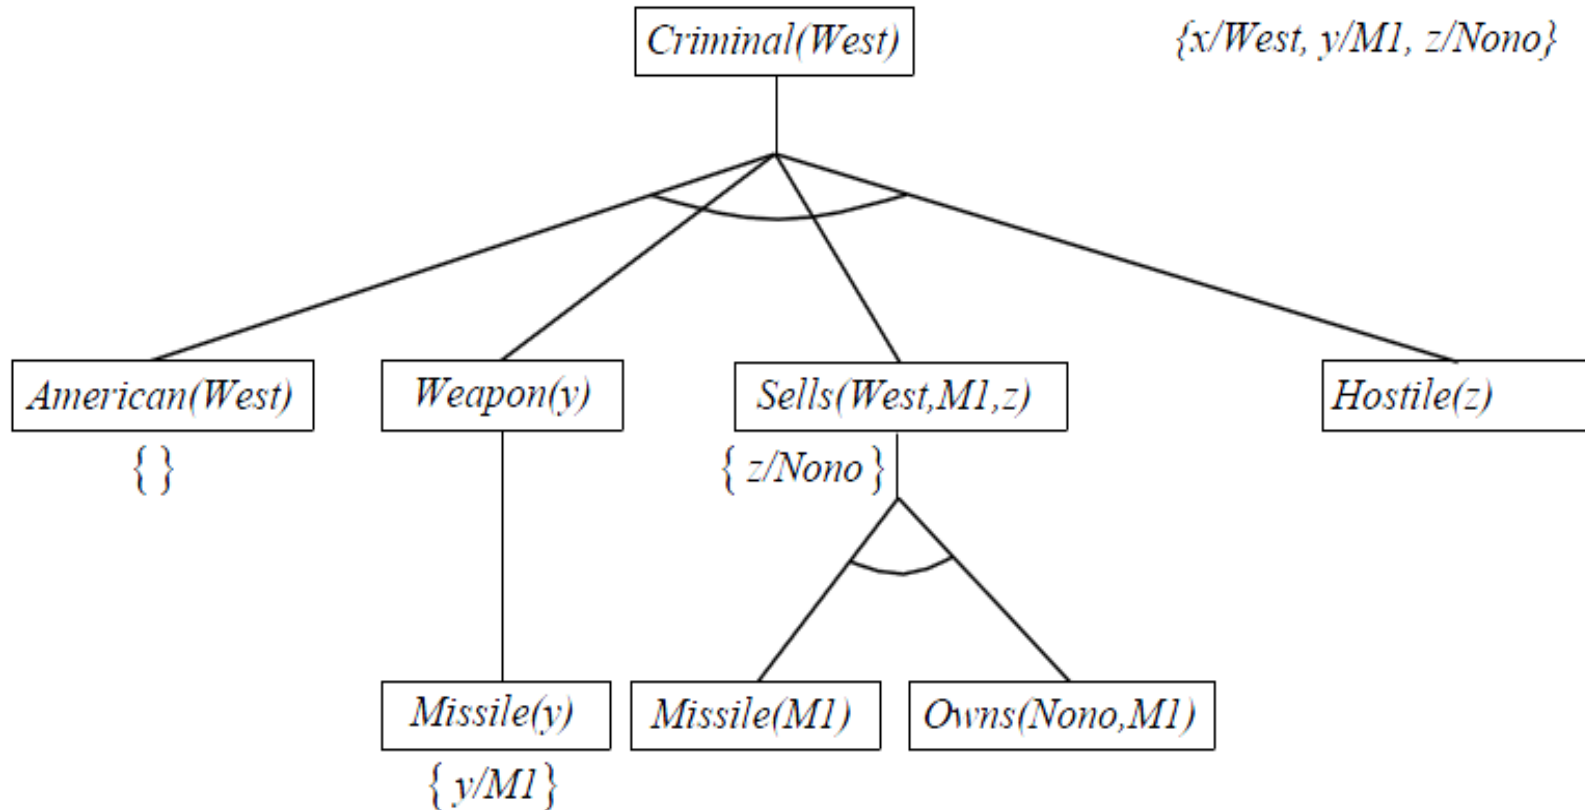 Criminal(West)
{x/West, y/M1, z/Nono}
American(West)
Weapon(y)
Sells(West,M1,z)
Hostile(z)
{ }
{ z/Nono }
Missile(y)
Missile(M1)
Owns(Nono,M1)
{ y/M1 }